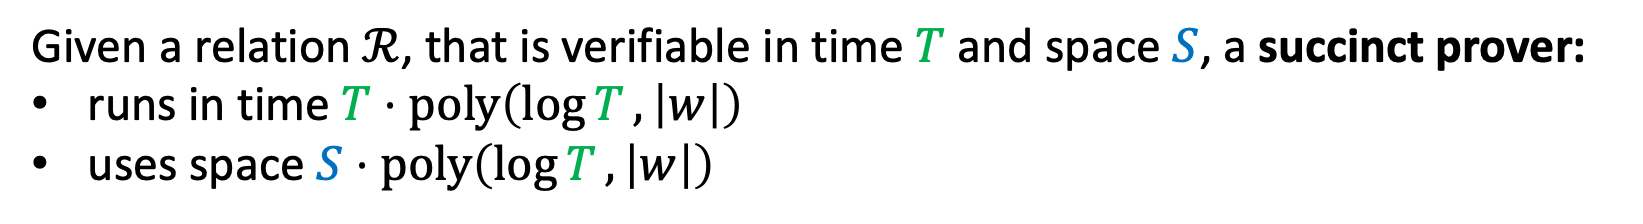 Given a relation ℛ, that is verifiable in time T and space S, a succinct prover:
• runs in time T · poly(log T , |w|)
• uses space S · poly(log T , |w|)